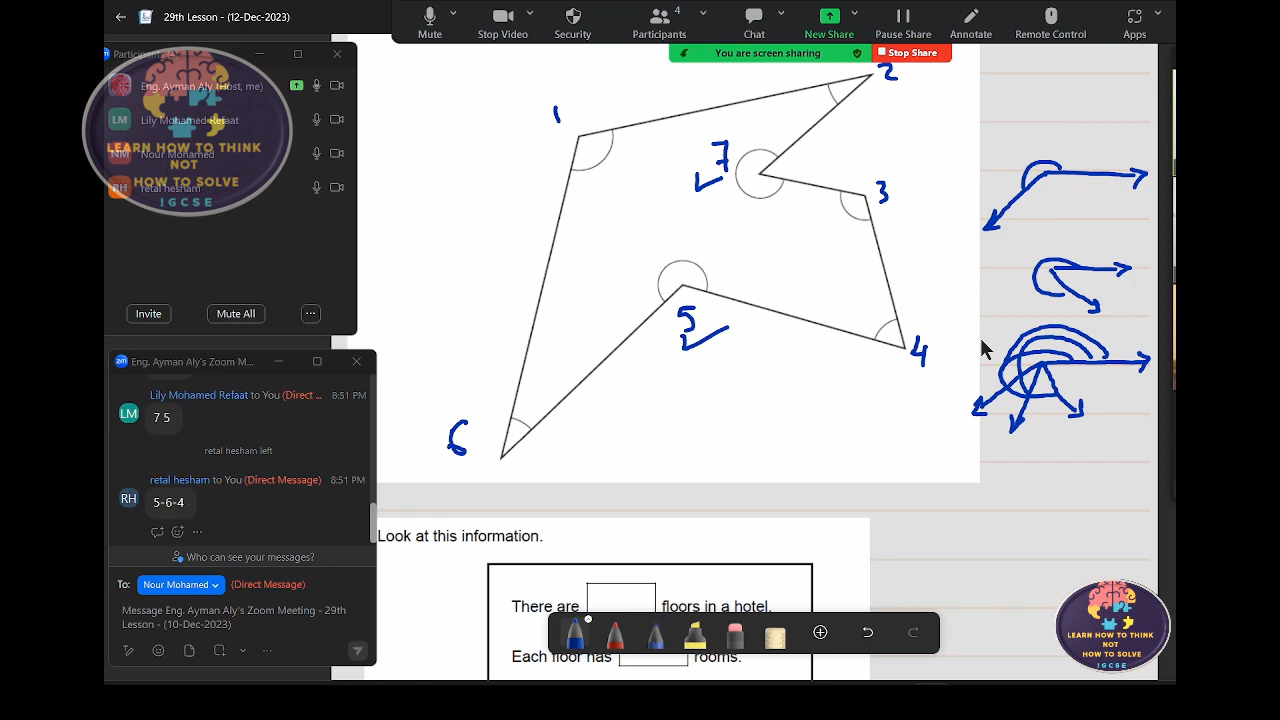 29th Lesson - (12-Dec-2023)
Mute
Stop Video
Security
4
Participants
Chat
New Share
Pause Share
Annotate
Remote Control
Apps
You are screen sharing
Stop Share
Eng. Ayman Aly (Host, me)
LM
Lily Mohamed Refaat
NM
Nour Mohamed
RH
retal hesham
LEARN HOW TO THINK
NOT
HOW TO SOLVE
IGCSE
Invite
Mute All
Eng. Ayman Aly's Zoom M...
Lily Mohamed Refaat to You (Direct ... 8:51 PM
LM
7 5
retal hesham left
retal hesham to You (Direct Message) 8:51 PM
RH
5-6-4
Who can see your messages?
To: Nour Mohamed (Direct Message)
Message Eng. Ayman Aly's Zoom Meeting - 29th
Lesson - (10-Dec-2023)
1
2
7
3
5
4
6
Look at this information.
There are floors in a hotel.
Each floor has rooms.
LEARN HOW TO THINK
NOT
HOW TO SOLVE
IGCSE